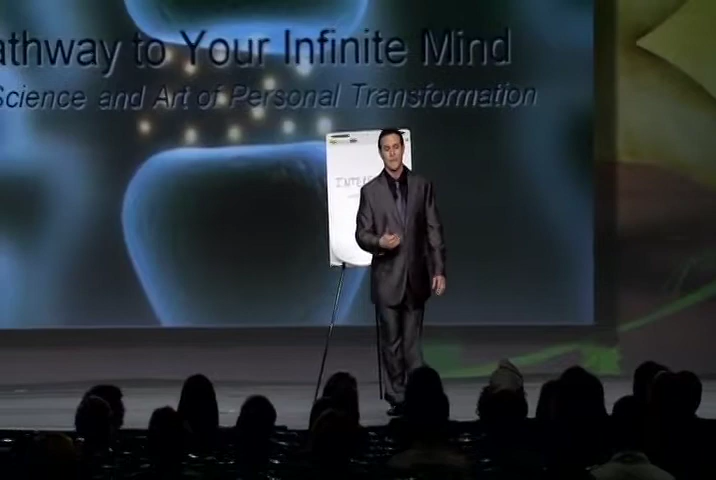 athway to Your Infinite Mind
Science and Art of Personal Transformation